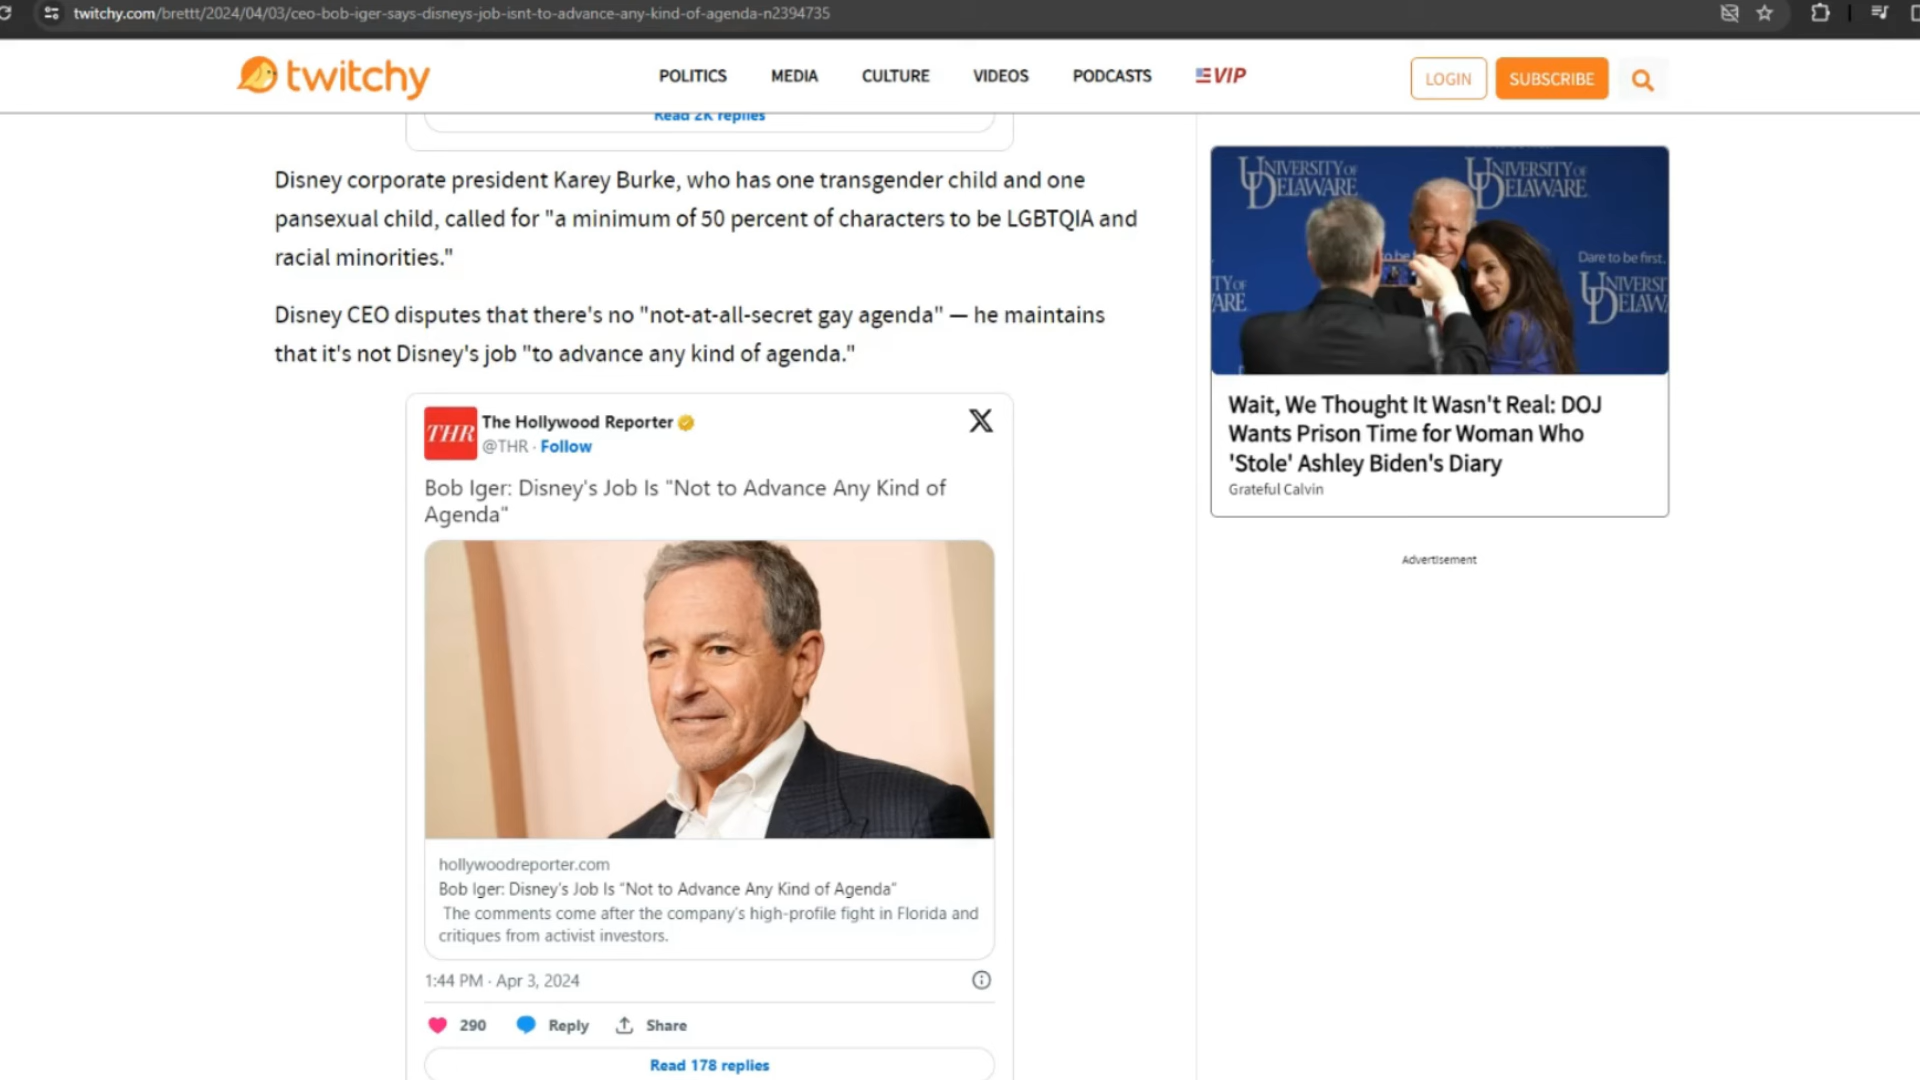 twitchy.com/brettt/2024/04/03/ceo-bob-iger-says-disneys-job-isnt-to-advance-any-kind-of-agenda-n2394735
twitchy
POLITICS MEDIA CULTURE VIDEOS PODCASTS VIP
LOGIN SUBSCRIBE
Read 2K replies
Disney corporate president Karey Burke, who has one transgender child and one
pansexual child, called for "a minimum of 50 percent of characters to be LGBTQIA and
racial minorities."
Disney CEO disputes that there's no "not-at-all-secret gay agenda" — he maintains
that it's not Disney's job "to advance any kind of agenda."
THR
The Hollywood Reporter
@THR · Follow
Bob Iger: Disney's Job Is "Not to Advance Any Kind of
Agenda"
hollywoodreporter.com
Bob Iger: Disney's Job Is "Not to Advance Any Kind of Agenda"
The comments come after the company's high-profile fight in Florida and
critiques from activist investors.
1:44 PM · Apr 3, 2024
290 Reply Share
Read 178 replies
UNIVERSITY OF DELAWARE
UNIVERSITY OF DELAWARE
Dare to be first.
Wait, We Thought It Wasn't Real: DOJ
Wants Prison Time for Woman Who
'Stole' Ashley Biden's Diary
Grateful Calvin
Advertisement